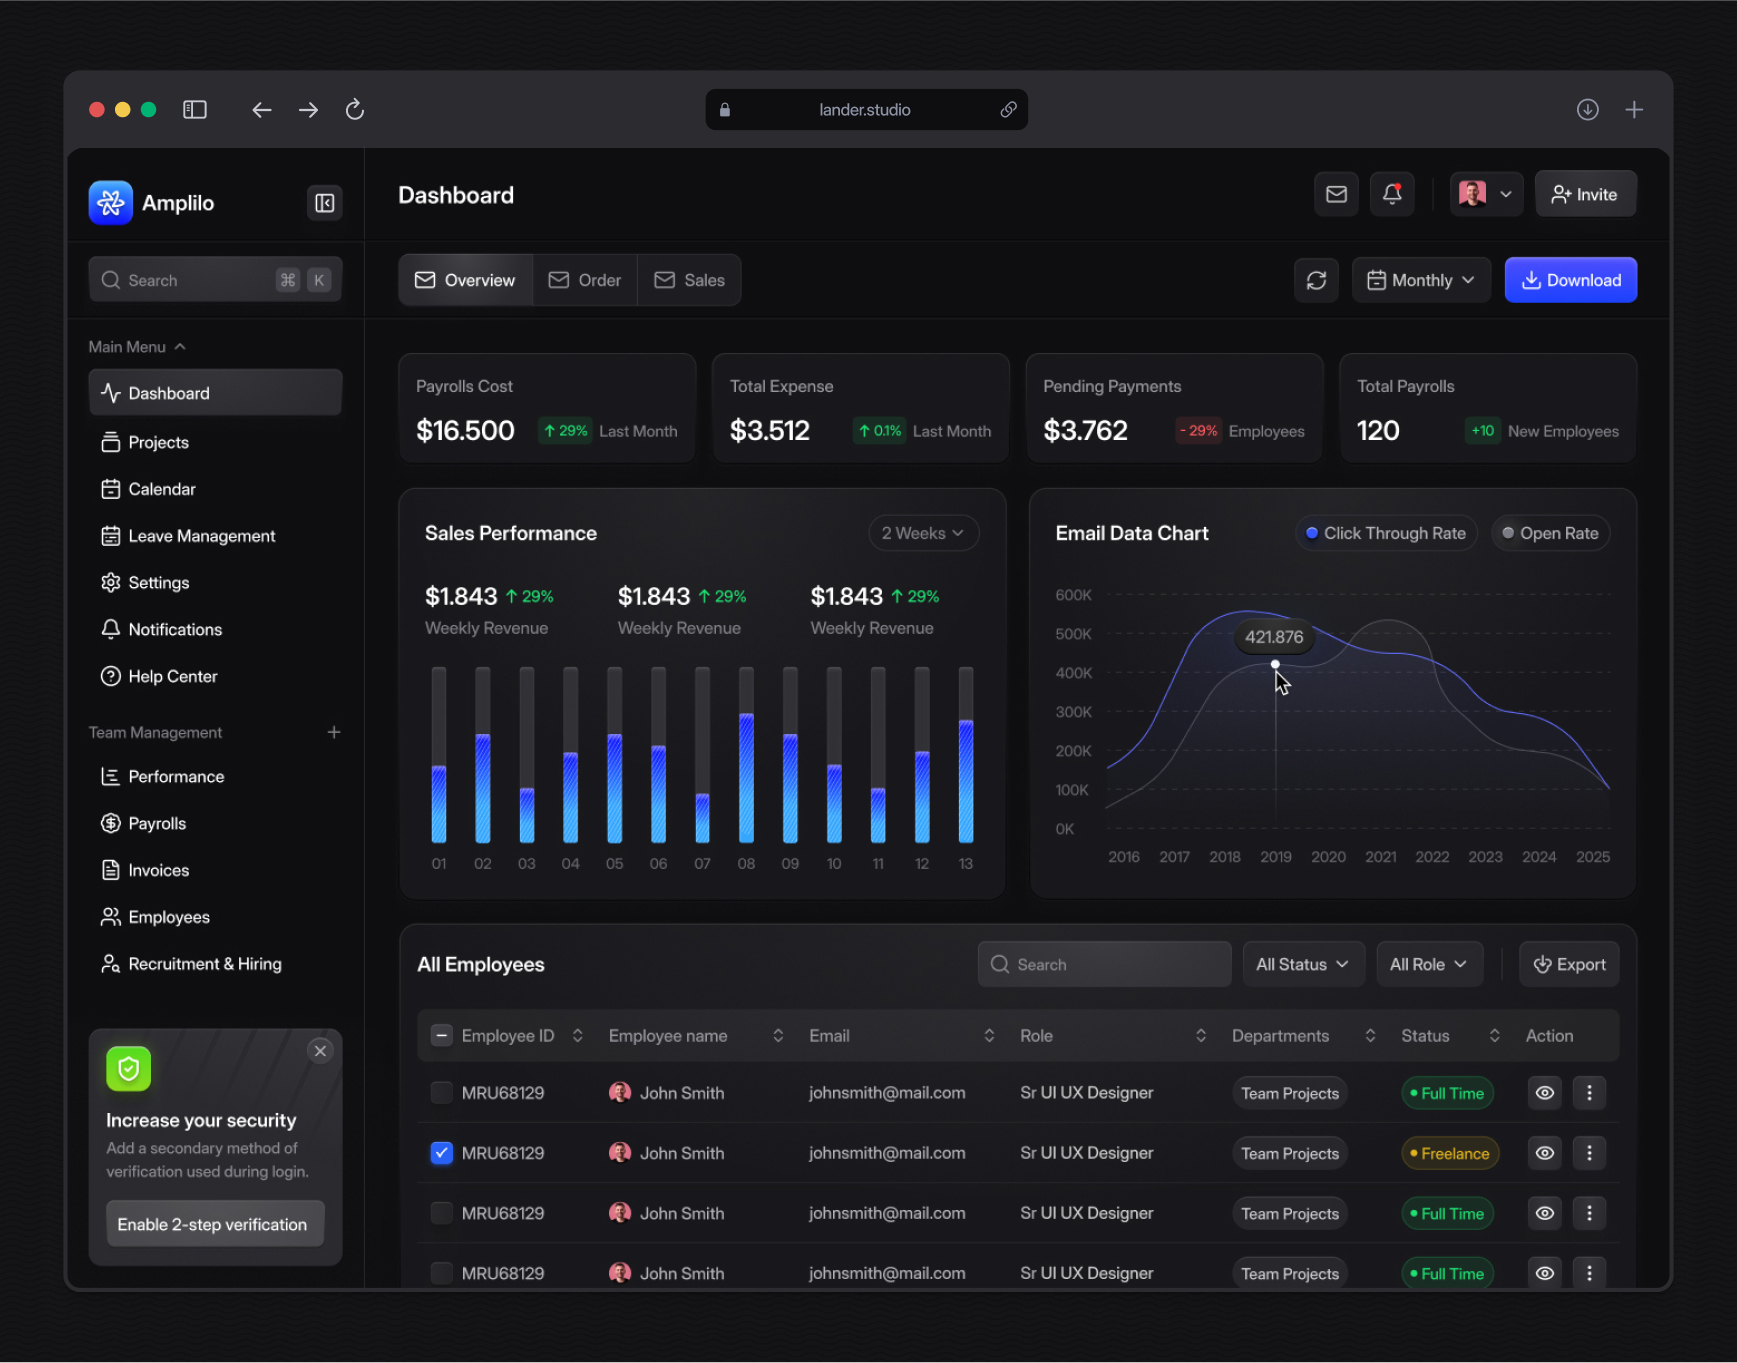 lander.studio
Amplilo
Dashboard
Invite
Search ⌘ K
Overview Order Sales
Monthly Download
Main Menu
Dashboard
Projects
Calendar
Leave Management
Settings
Notifications
Help Center
Team Management +
Performance
Payrolls
Invoices
Employees
Recruitment & Hiring
Increase your security
Add a secondary method of
verification used during login.
Enable 2-step verification
Payrolls Cost
$16.500 ↑ 29% Last Month
Total Expense
$3.512 ↑ 0.1% Last Month
Pending Payments
$3.762 - 29% Employees
Total Payrolls
120 +10 New Employees
Sales Performance 2 Weeks
$1.843 ↑ 29% $1.843 ↑ 29% $1.843 ↑ 29%
Weekly Revenue Weekly Revenue Weekly Revenue
01 02 03 04 05 06 07 08 09 10 11 12 13
Email Data Chart Click Through Rate Open Rate
600K
500K
421.876
400K
300K
200K
100K
0K
2016 2017 2018 2019 2020 2021 2022 2023 2024 2025
All Employees Search All Status All Role Export
Employee ID Employee name Email Role Departments Status Action
MRU68129 John Smith johnsmith@mail.com Sr UI UX Designer Team Projects Full Time
MRU68129 John Smith johnsmith@mail.com Sr UI UX Designer Team Projects Freelance
MRU68129 John Smith johnsmith@mail.com Sr UI UX Designer Team Projects Full Time
MRU68129 John Smith johnsmith@mail.com Sr UI UX Designer Team Projects Full Time